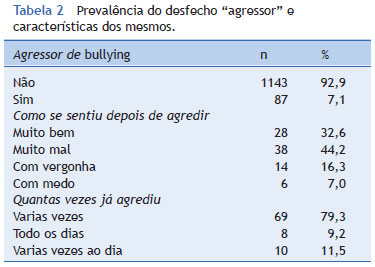 Tabela 2 Prevalência do desfecho “agressor” e
características dos mesmos.
Agressor de bullying n %
Não 1143 92,9
Sim 87 7,1
Como se sentiu depois de agredir
Muito bem 28 32,6
Muito mal 38 44,2
Com vergonha 14 16,3
Com medo 6 7,0
Quantas vezes já agrediu
Varias vezes 69 79,3
Todo os dias 8 9,2
Varias vezes ao dia 10 11,5